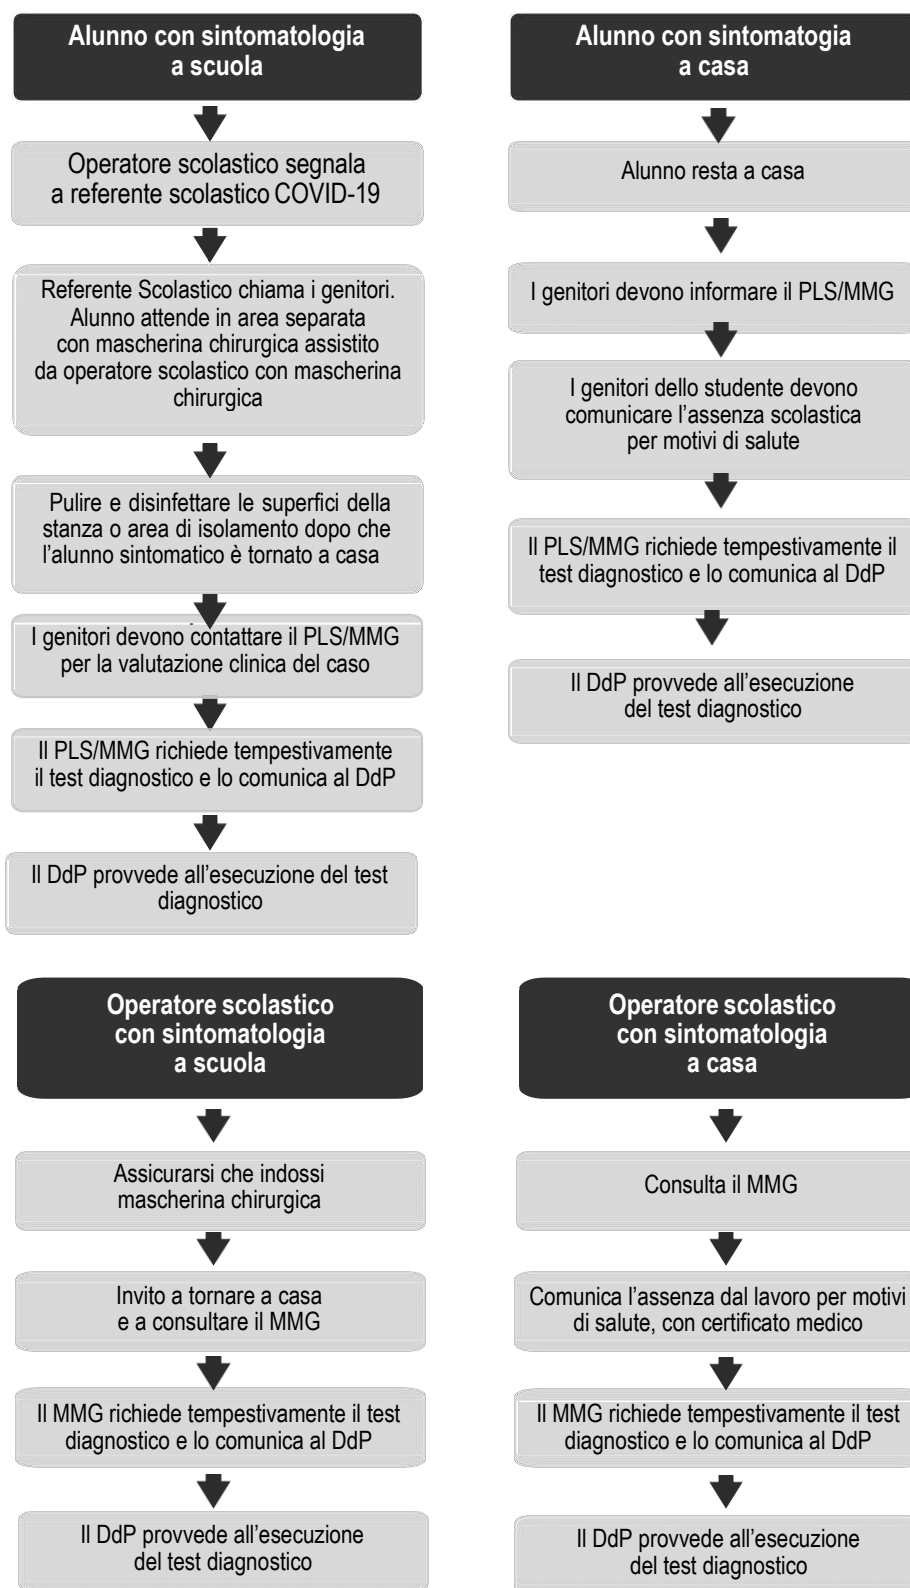 Alunno con sintomatologia
a scuola
Operatore scolastico segnala
a referente scolastico COVID-19
Referente Scolastico chiama i genitori.
Alunno attende in area separata
con mascherina chirurgica assistito
da operatore scolastico con mascherina
chirurgica
Pulire e disinfettare le superfici della
stanza o area di isolamento dopo che
l’alunno sintomatico è tornato a casa
I genitori devono contattare il PLS/MMG
per la valutazione clinica del caso
Il PLS/MMG richiede tempestivamente
il test diagnostico e lo comunica al DdP
Il DdP provvede all’esecuzione del test
diagnostico
Alunno con sintomatogia
a casa
Alunno resta a casa
I genitori devono informare il PLS/MMG
I genitori dello studente devono
comunicare l’assenza scolastica
per motivi di salute
Il PLS/MMG richiede tempestivamente il
test diagnostico e lo comunica al DdP
Il DdP provvede all’esecuzione
del test diagnostico
Operatore scolastico
con sintomatologia
a scuola
Assicurarsi che indossi
mascherina chirurgica
Invito a tornare a casa
e a consultare il MMG
Il MMG richiede tempestivamente il test
diagnostico e lo comunica al DdP
Il DdP provvede all’esecuzione
del test diagnostico
Operatore scolastico
con sintomatologia
a casa
Consulta il MMG
Comunica l’assenza dal lavoro per motivi
di salute, con certificato medico
Il MMG richiede tempestivamente il test
diagnostico e lo comunica al DdP
Il DdP provvede all’esecuzione
del test diagnostico